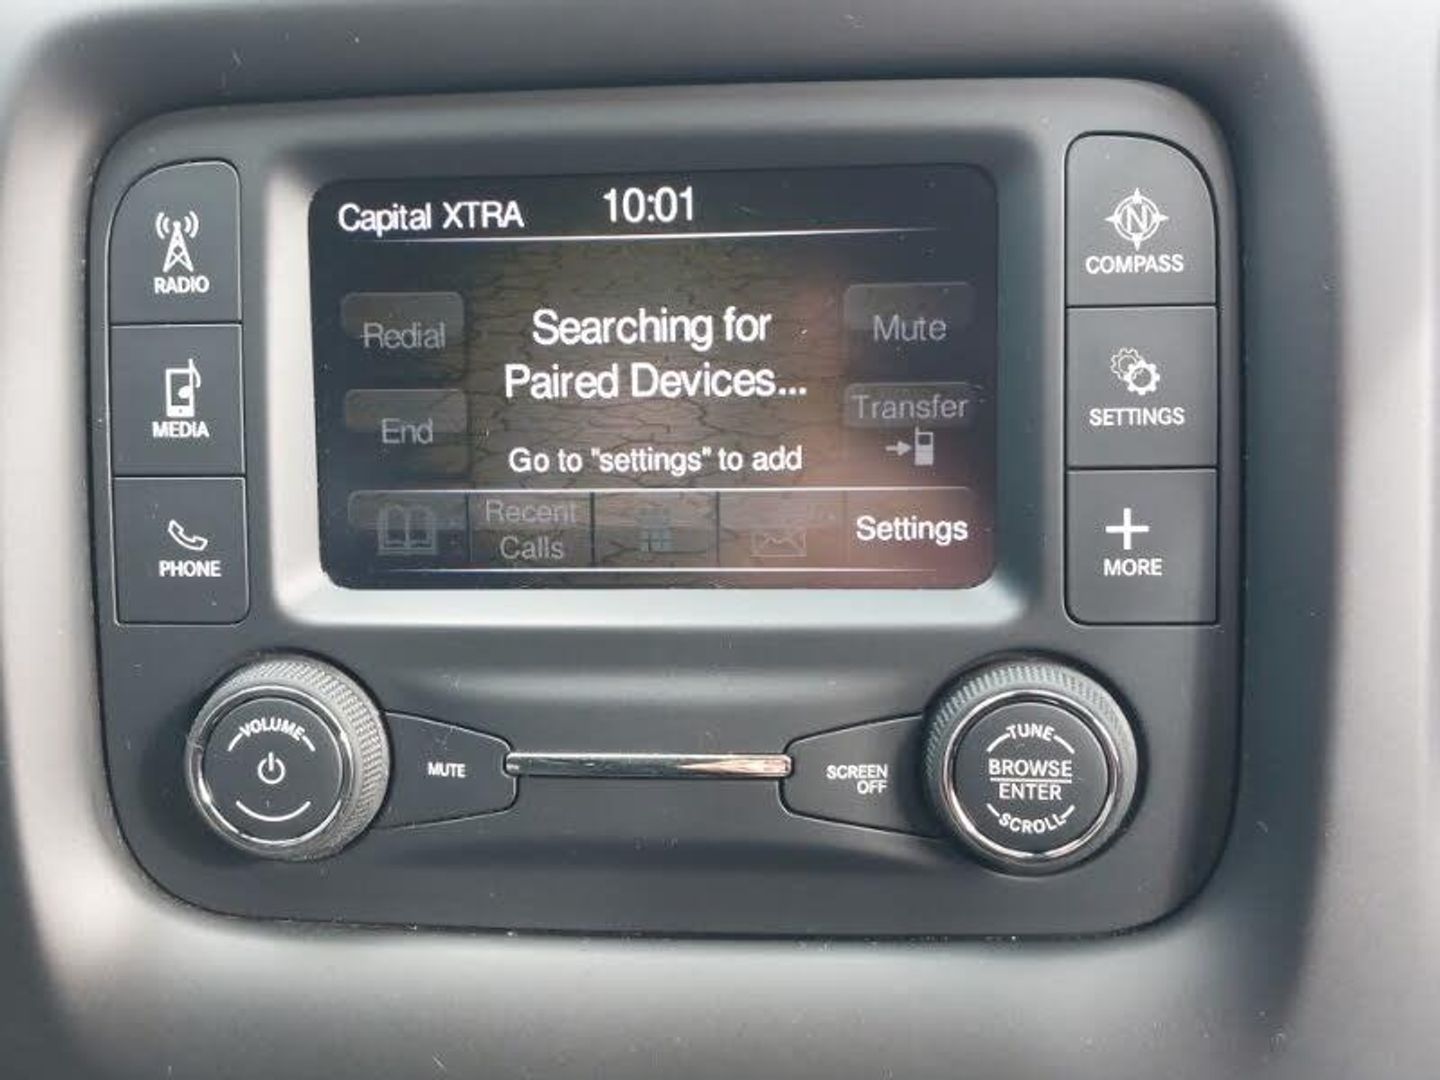 Capital XTRA 10:01
RADIO
COMPASS
Redial
Searching for
Paired Devices...
Mute
MEDIA
End
Transfer
SETTINGS
Go to "settings" to add
PHONE
Recent
Calls
Settings
MORE
VOLUME
MUTE
SCREEN
OFF
TUNE
BROWSE
ENTER
SCROLL
N